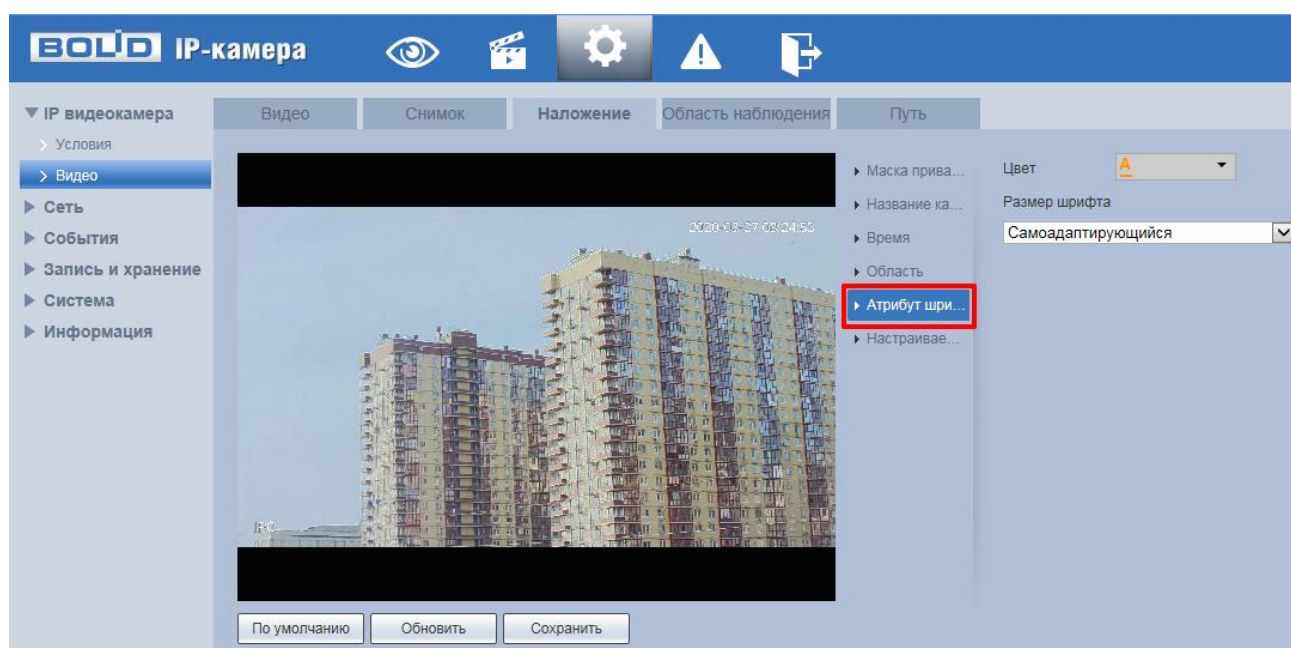 BOLID IP-камера
IP видеокамера
Условия
Видео
Сеть
События
Запись и хранение
Система
Информация
Видео
Снимок
Наложение
Область наблюдения
Путь
IPC
Маска прива...
Название ка...
Время
Область
Атрибут шри...
Настраивае...
Цвет
A
Размер шрифта
Самоадаптирующийся
По умолчанию
Обновить
Сохранить